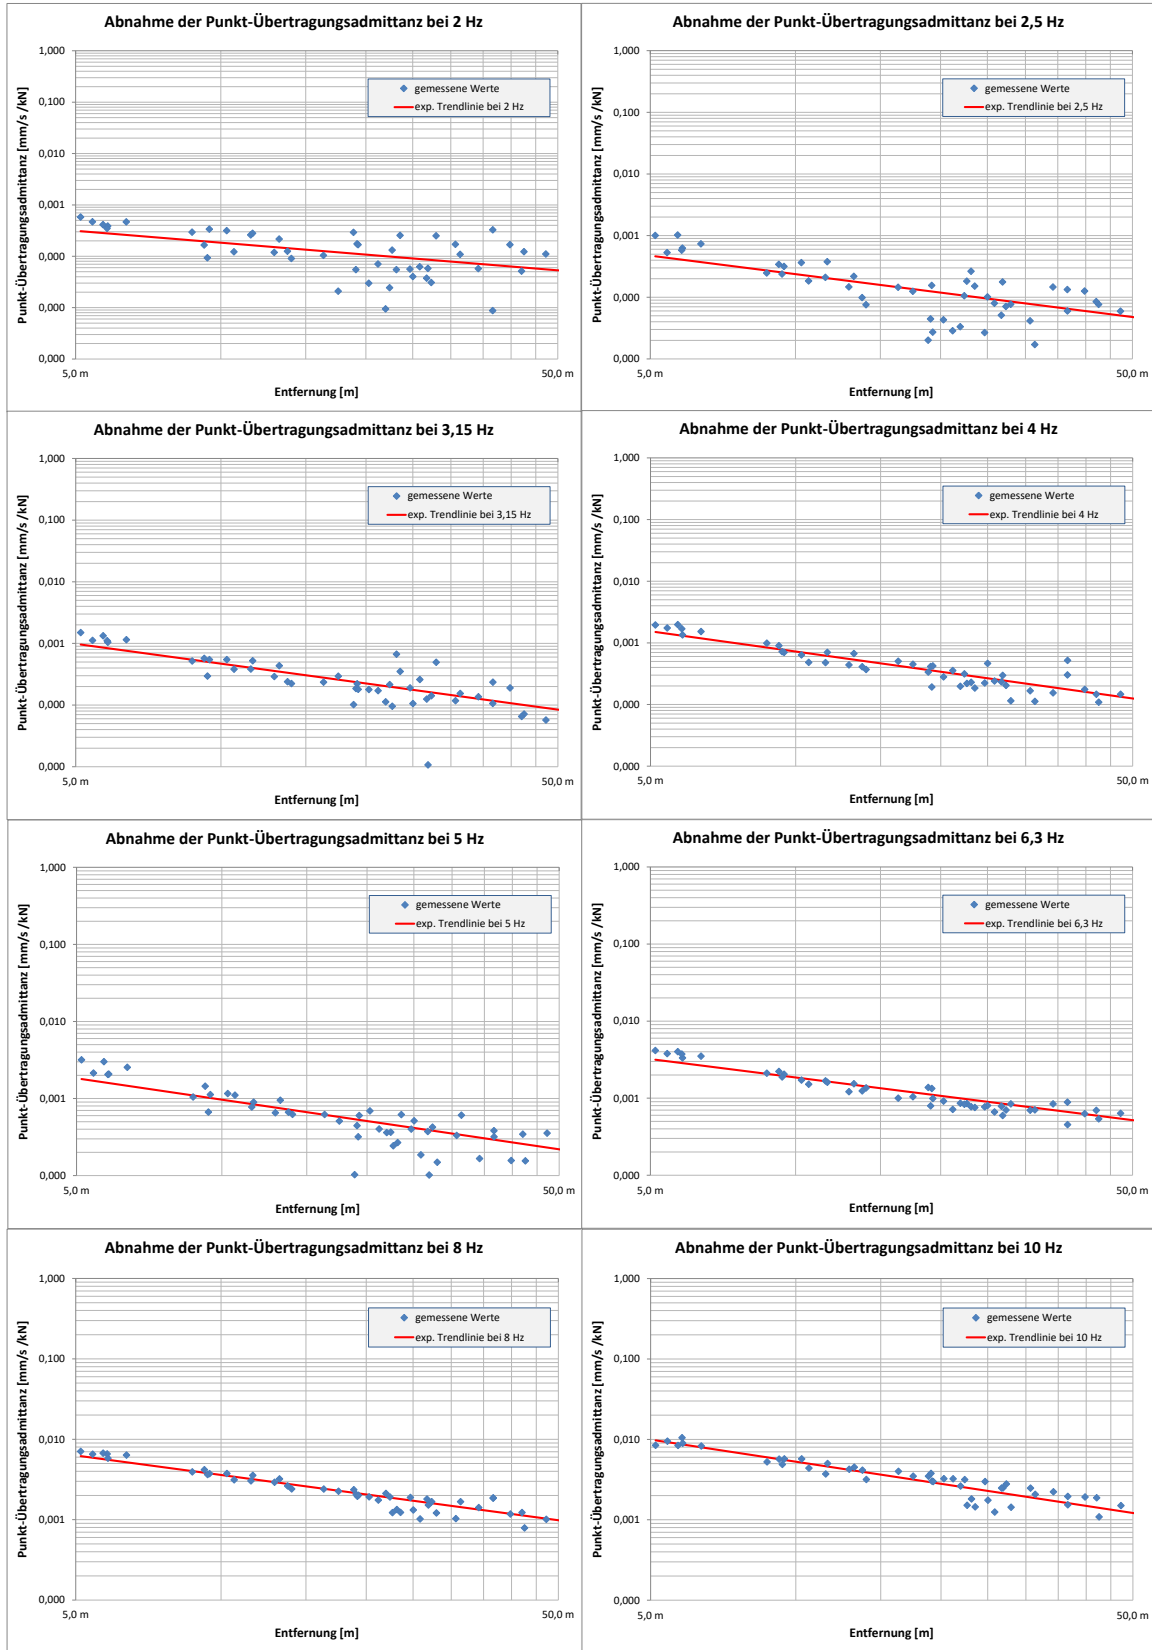 Abnahme der Punkt-Übertragungsadmittanz bei 2 Hz
Punkt-Übertragungsadmittanz [mm/s /kN]
1,000
0,100
0,010
0,001
0,000
0,000
0,000
gemessene Werte
exp. Trendlinie bei 2 Hz
5,0 m
50,0 m
Entfernung [m]
Abnahme der Punkt-Übertragungsadmittanz bei 2,5 Hz
Punkt-Übertragungsadmittanz [mm/s /kN]
1,000
0,100
0,010
0,001
0,000
0,000
gemessene Werte
exp. Trendlinie bei 2,5 Hz
5,0 m
50,0 m
Entfernung [m]
Abnahme der Punkt-Übertragungsadmittanz bei 3,15 Hz
Punkt-Übertragungsadmittanz [mm/s /kN]
1,000
0,100
0,010
0,001
0,000
0,000
gemessene Werte
exp. Trendlinie bei 3,15 Hz
5,0 m
50,0 m
Entfernung [m]
Abnahme der Punkt-Übertragungsadmittanz bei 4 Hz
Punkt-Übertragungsadmittanz [mm/s /kN]
1,000
0,100
0,010
0,001
0,000
0,000
gemessene Werte
exp. Trendlinie bei 4 Hz
5,0 m
50,0 m
Entfernung [m]
Abnahme der Punkt-Übertragungsadmittanz bei 5 Hz
Punkt-Übertragungsadmittanz [mm/s /kN]
1,000
0,100
0,010
0,001
0,000
gemessene Werte
exp. Trendlinie bei 5 Hz
5,0 m
50,0 m
Entfernung [m]
Abnahme der Punkt-Übertragungsadmittanz bei 6,3 Hz
Punkt-Übertragungsadmittanz [mm/s /kN]
1,000
0,100
0,010
0,001
0,000
gemessene Werte
exp. Trendlinie bei 6,3 Hz
5,0 m
50,0 m
Entfernung [m]
Abnahme der Punkt-Übertragungsadmittanz bei 8 Hz
Punkt-Übertragungsadmittanz [mm/s /kN]
1,000
0,100
0,010
0,001
0,000
gemessene Werte
exp. Trendlinie bei 8 Hz
5,0 m
50,0 m
Entfernung [m]
Abnahme der Punkt-Übertragungsadmittanz bei 10 Hz
Punkt-Übertragungsadmittanz [mm/s /kN]
1,000
0,100
0,010
0,001
0,000
gemessene Werte
exp. Trendlinie bei 10 Hz
5,0 m
50,0 m
Entfernung [m]